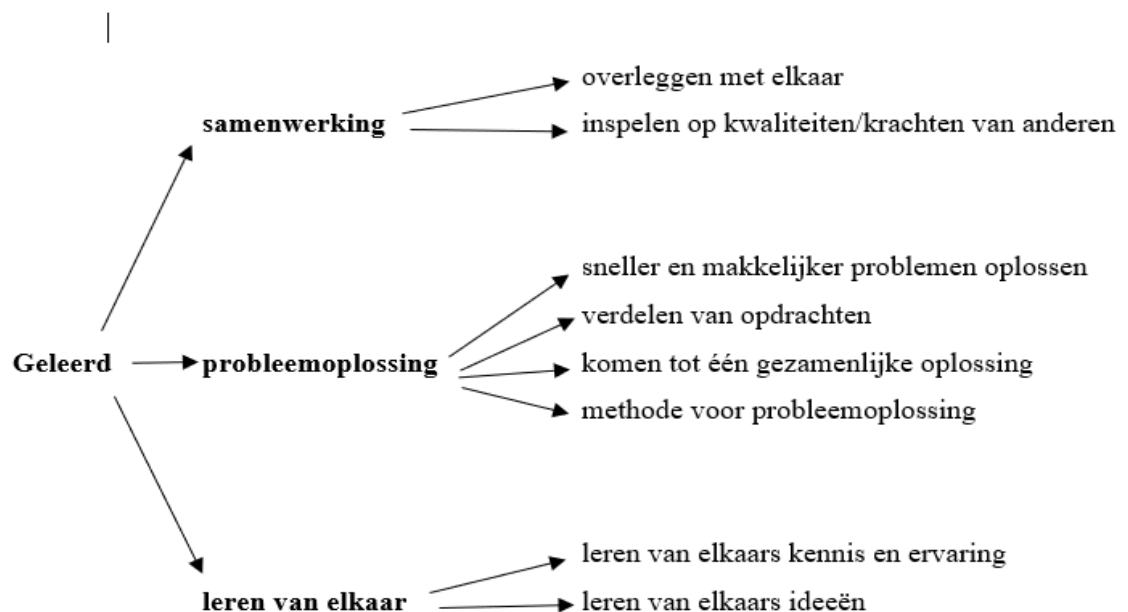 overleggen met elkaar
samenwerking
inspelen op kwaliteiten/krachten van anderen
sneller en makkelijker problemen oplossen
verdelen van opdrachten
Geleerd probleemoplossing komen tot één gezamenlijke oplossing
methode voor probleemoplossing
leren van elkaars kennis en ervaring
leren van elkaar leren van elkaars ideeën